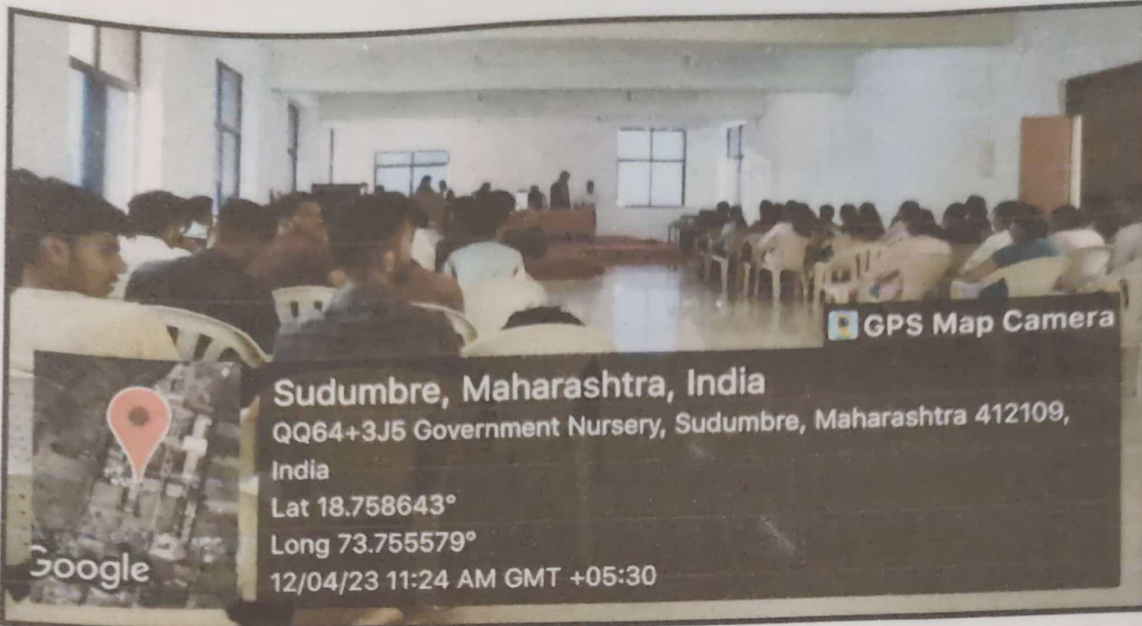 GPS Map Camera
Sudumbre, Maharashtra, India
QQ64+3J5 Government Nursery, Sudumbre, Maharashtra 412109,
India
Lat 18.758643°
Long 73.755579°
12/04/23 11:24 AM GMT +05:30
Google